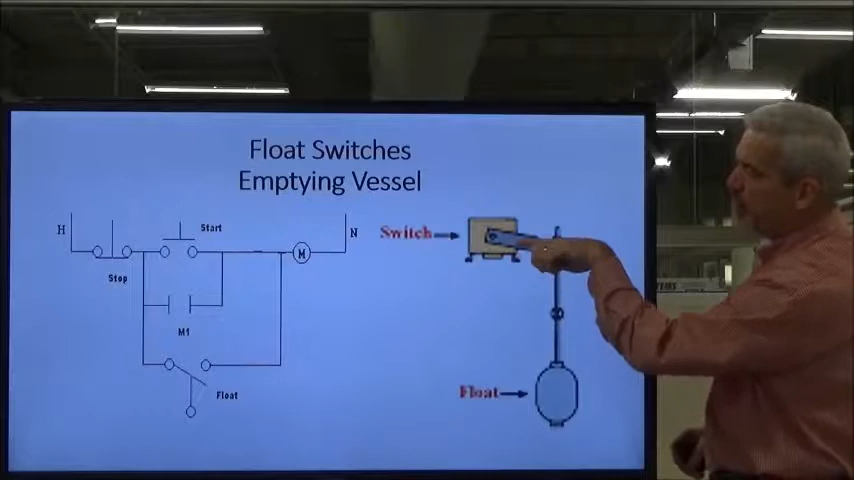 Float Switches
Emptying Vessel
H
Start
N
Switch
M
Stop
M1
Float
Float